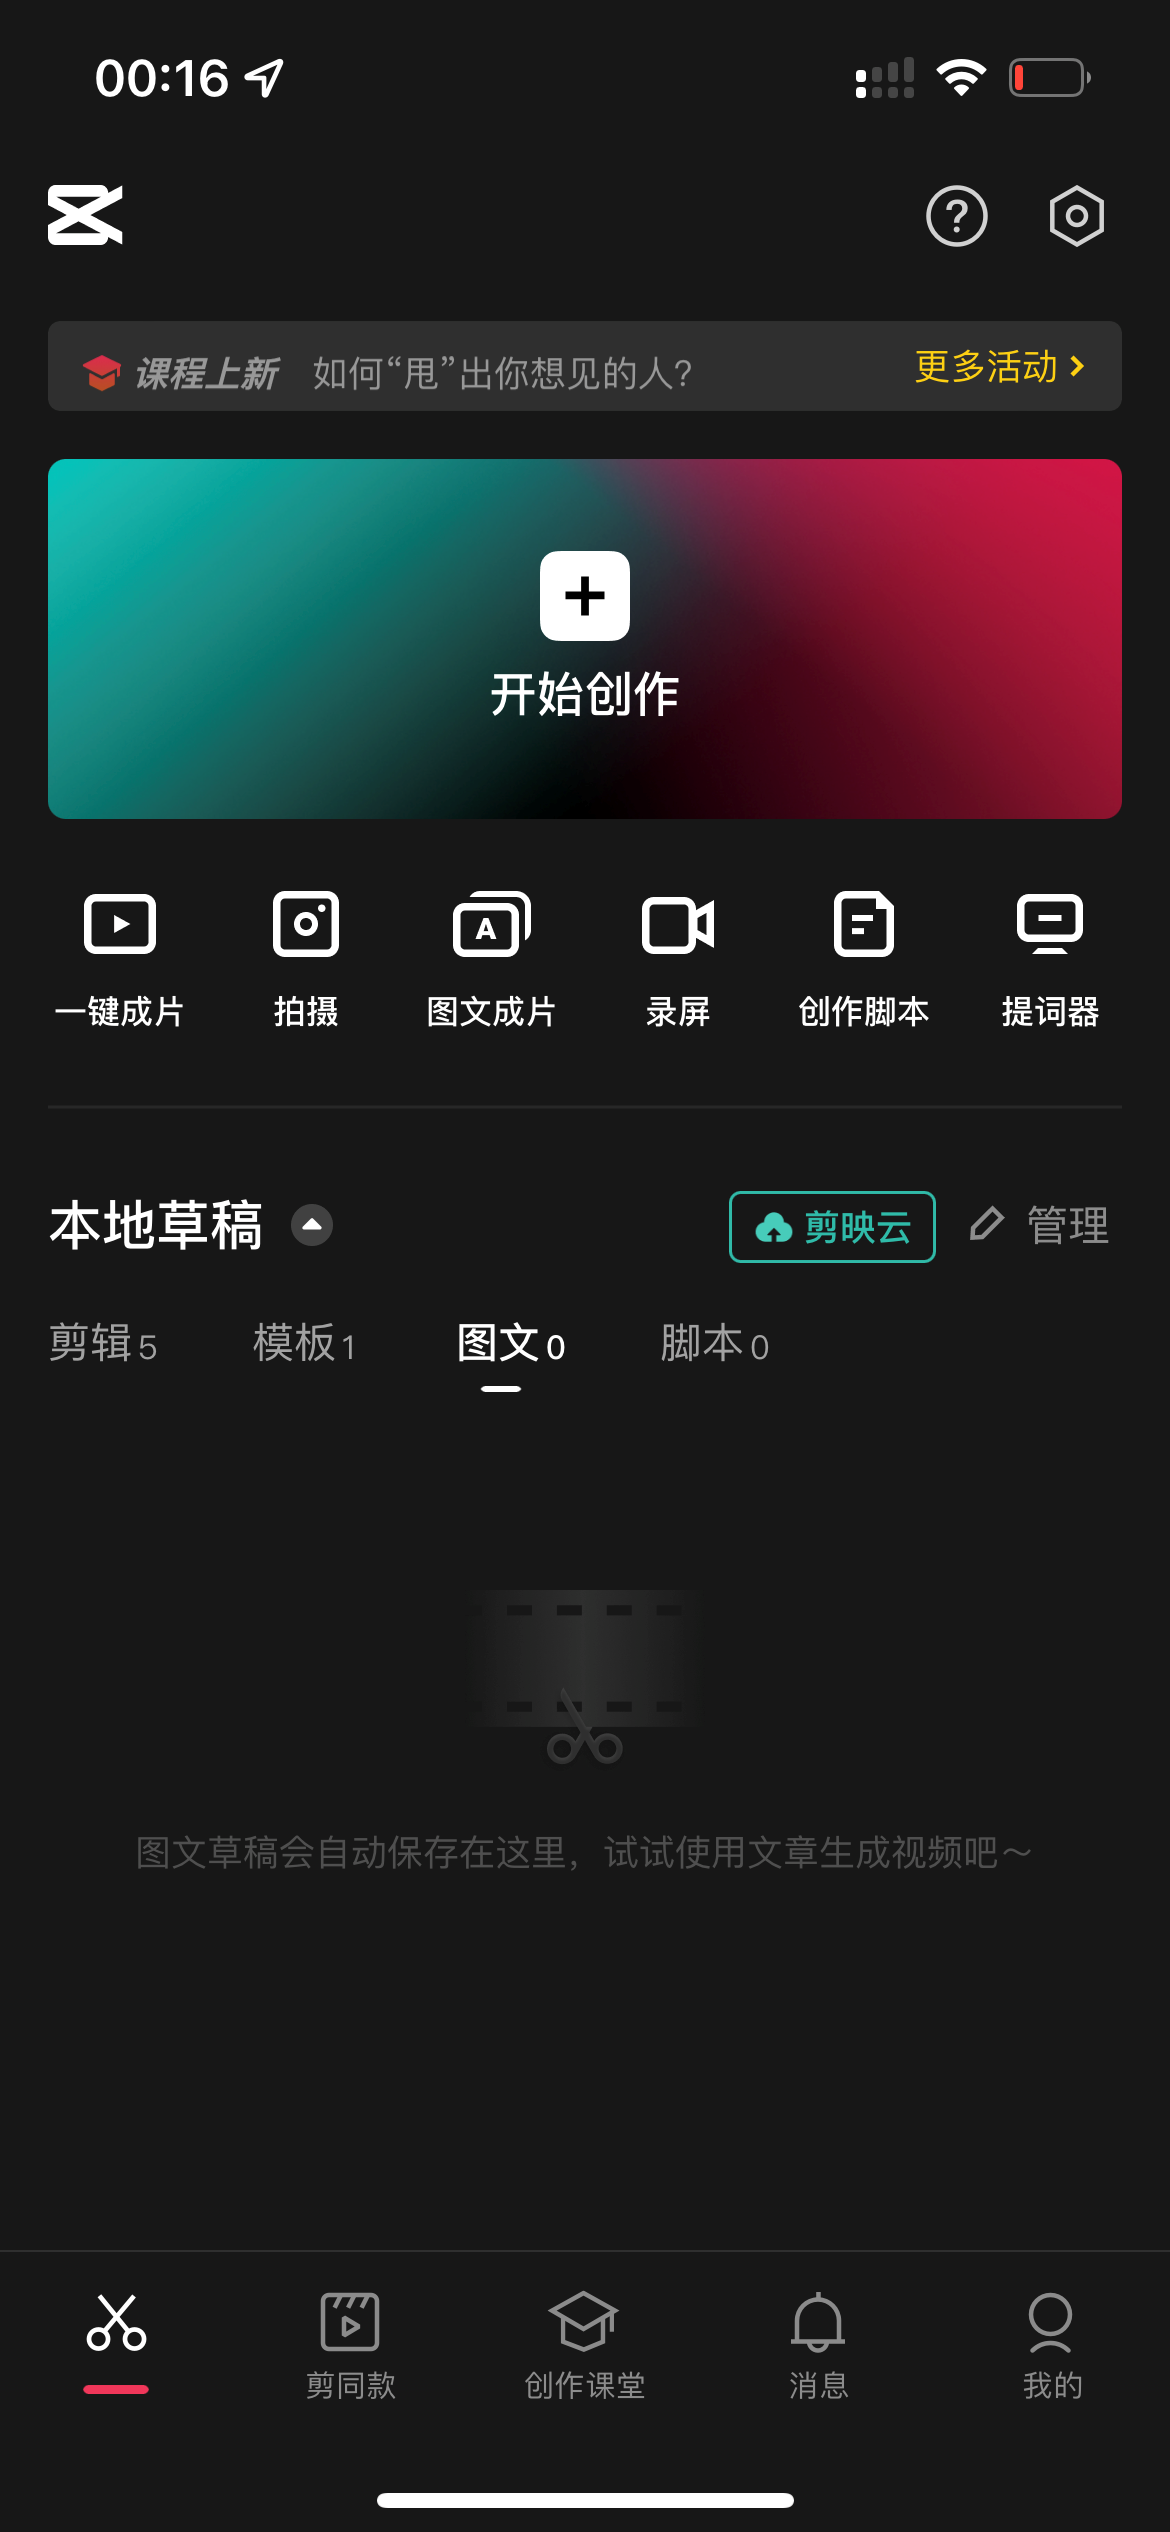 00:16
课程上新 如何“甩”出你想见的人? 更多活动
开始创作
一键成片 拍摄 图文成片 录屏 创作脚本 提词器
A
本地草稿 剪映云 管理
剪辑5 模板1 图文0 脚本0
图文草稿会自动保存在这里，试试使用文章生成视频吧～
剪同款 创作课堂 消息 我的